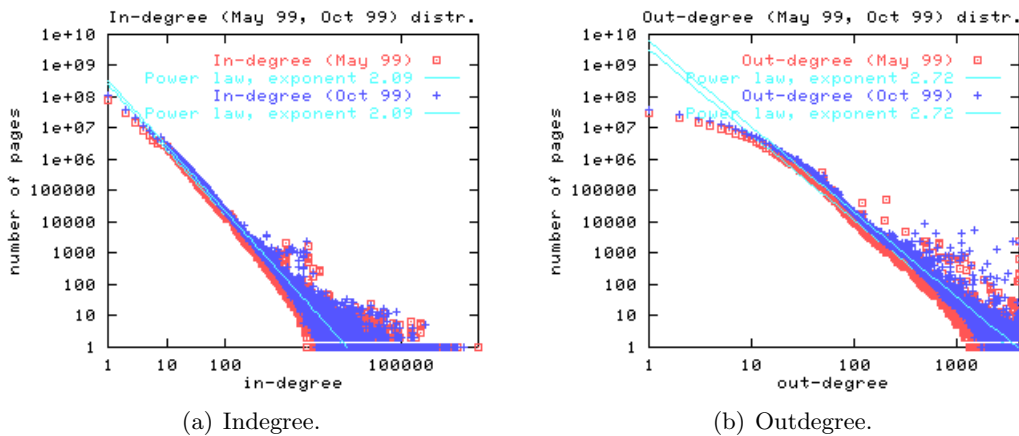 In-degree (May 99, Oct 99) distr.
1e+10
1e+09
1e+08
1e+07
1e+06
100000
10000
1000
100
10
1
number of pages
In-degree (May 99)
Power law, exponent 2.09
In-degree (Oct 99)
Power law, exponent 2.09
1 10 100 100000
in-degree
(a) Indegree.
Out-degree (May 99, Oct 99) distr.
1e+10
1e+09
1e+08
1e+07
1e+06
100000
10000
1000
100
10
1
number of pages
Out-degree (May 99)
Power law, exponent 2.72
Out-degree (Oct 99)
Power law, exponent 2.72
1 10 100 1000
out-degree
(b) Outdegree.